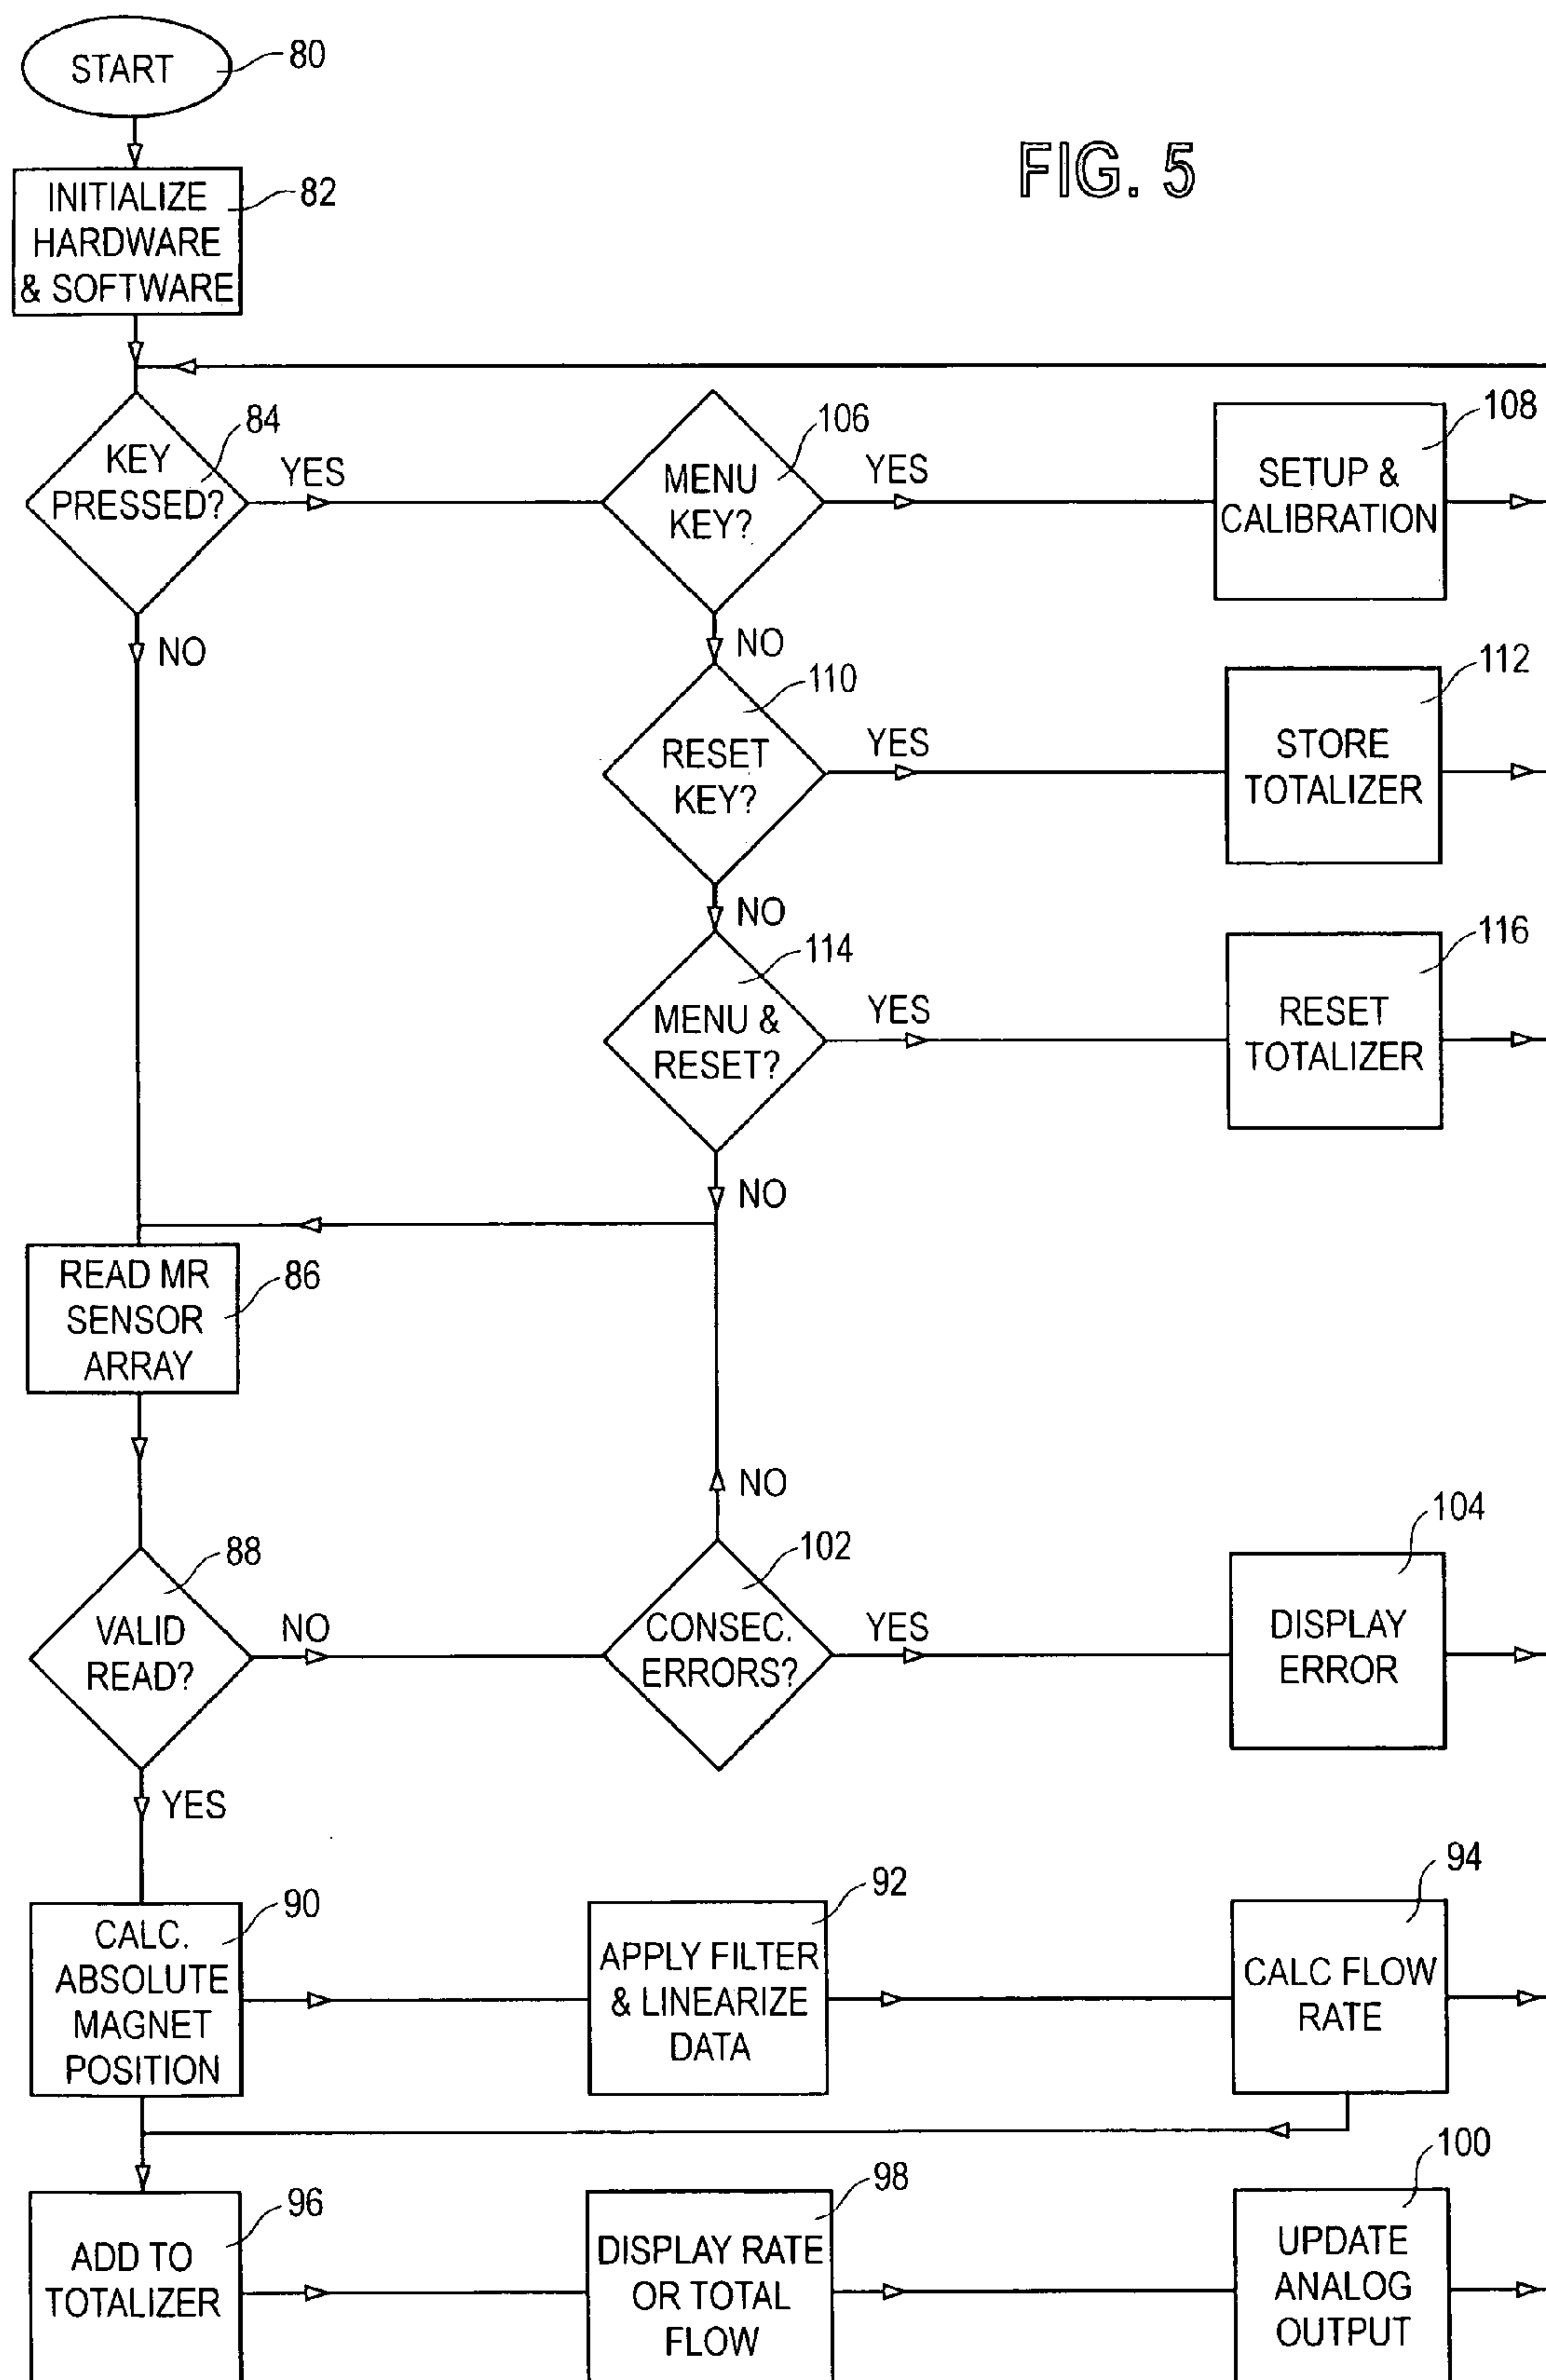 START
80
FIG. 5
INITIALIZE
HARDWARE
& SOFTWARE
82
KEY
PRESSED?
84
YES
NO
MENU
KEY?
106
YES
NO
SETUP &
CALIBRATION
108
RESET
KEY?
110
YES
NO
STORE
TOTALIZER
112
MENU &
RESET?
114
YES
NO
RESET
TOTALIZER
116
READ MR
SENSOR
ARRAY
86
VALID
READ?
88
NO
YES
CONSEC.
ERRORS?
102
NO
YES
DISPLAY
ERROR
104
CALC.
ABSOLUTE
MAGNET
POSITION
90
APPLY FILTER
& LINEARIZE
DATA
92
CALC FLOW
RATE
94
ADD TO
TOTALIZER
96
DISPLAY RATE
OR TOTAL
FLOW
98
UPDATE
ANALOG
OUTPUT
100